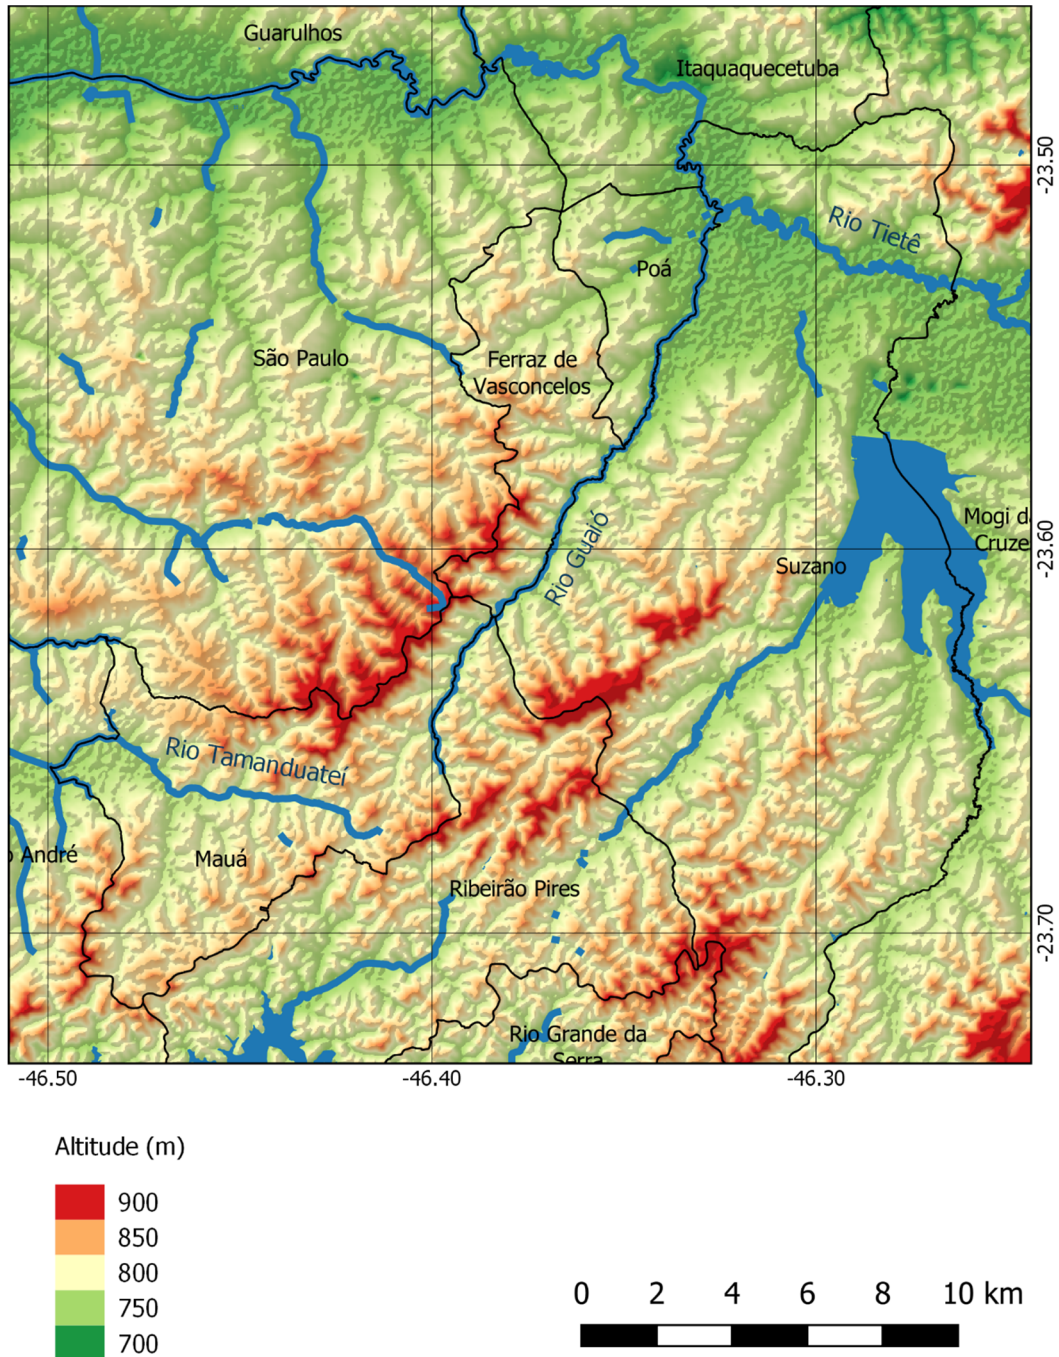 Guarulhos
Itaquaquecetuba
-23.50
Rio Tietê
Poá
São Paulo
Ferraz de
Vasconcelos
Mogi d
Cruze
Rio Guaió
-23.60
Suzano
Rio Tamanduateí
o André
Mauá
Ribeirão Pires
-23.70
Rio Grande da
Serra
-46.50
-46.40
-46.30
Altitude (m)
900
850
800
750
700
0 2 4 6 8 10 km